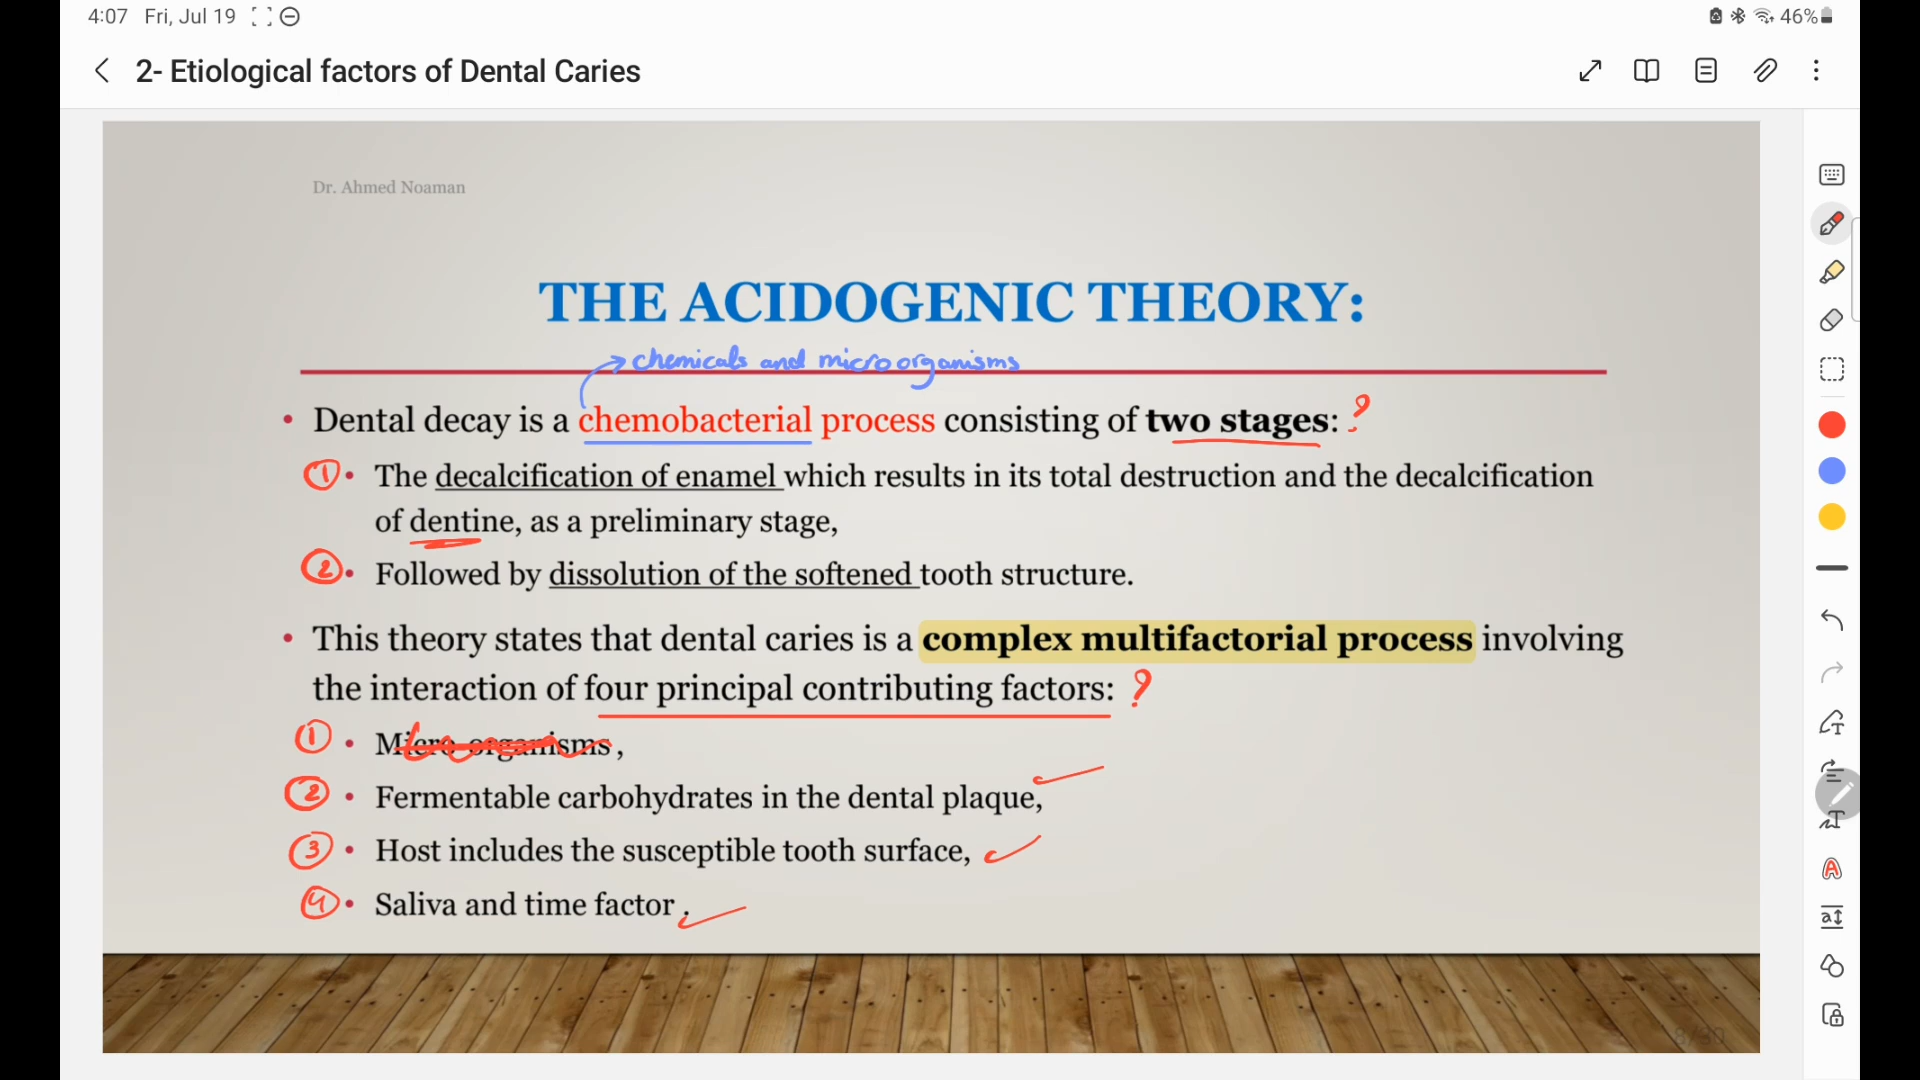 4:07 Fri, Jul 19
46%
2- Etiological factors of Dental Caries
Dr. Ahmed Noaman
THE ACIDOGENIC THEORY:
chemicals and microorganisms
• Dental decay is a chemobacterial process consisting of two stages: ?
1 • The decalcification of enamel which results in its total destruction and the decalcification
of dentine, as a preliminary stage,
2 • Followed by dissolution of the softened tooth structure.
• This theory states that dental caries is a complex multifactorial process involving
the interaction of four principal contributing factors: ?
1 • Micro-organisms,
2 • Fermentable carbohydrates in the dental plaque,
3 • Host includes the susceptible tooth surface,
4 • Saliva and time factor.
8/30